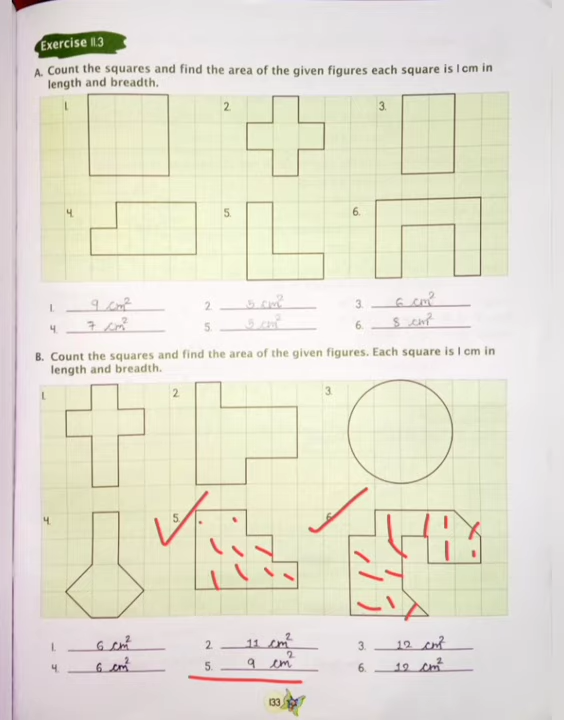 Exercise 11.3
A. Count the squares and find the area of the given figures each square is 1 cm in
length and breadth.
1. 2. 3.
4. 5. 6.
1. 9 cm² 2. 5 cm² 3. 6 cm²
4. 7 cm² 5. 5 cm² 6. 8 cm²
B. Count the squares and find the area of the given figures. Each square is 1 cm in
length and breadth.
1. 2. 3.
4. 5. 6.
1. 6 cm² 2. 11 cm² 3. 12 cm²
4. 6 cm² 5. 9 cm² 6. 12 cm²
133